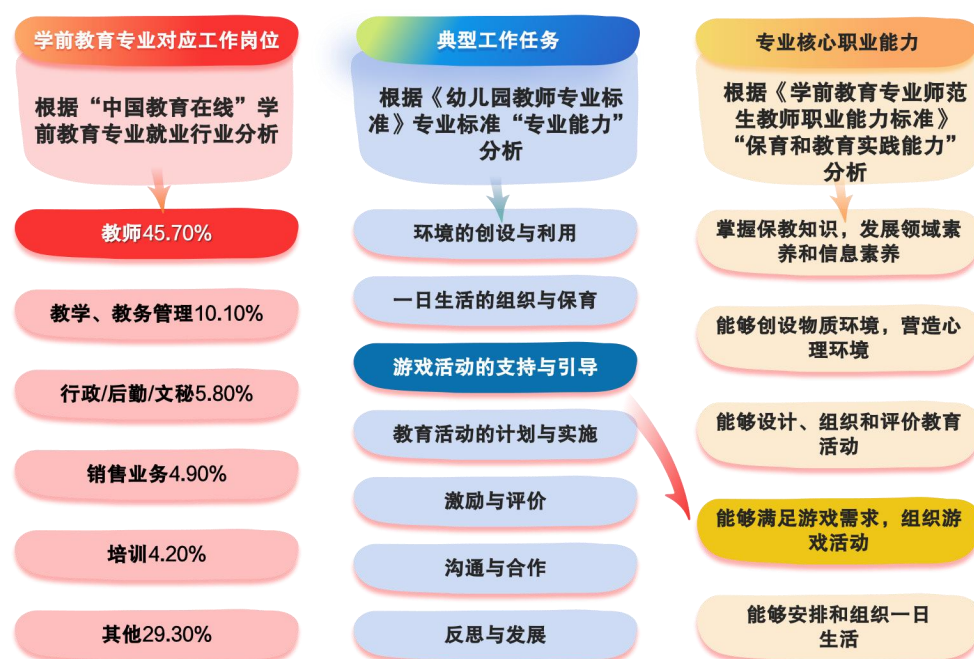 学前教育专业对应工作岗位
根据“中国教育在线”学
前教育专业就业行业分析
教师45.70%
教学、教务管理10.10%
行政/后勤/文秘5.80%
销售业务4.90%
培训4.20%
其他29.30%
典型工作任务
根据《幼儿园教师专业标
准》专业标准“专业能力”
分析
环境的创设与利用
一日生活的组织与保育
游戏活动的支持与引导
教育活动的计划与实施
激励与评价
沟通与合作
反思与发展
专业核心职业能力
根据《学前教育专业师范
生教师职业能力标准》
“保育和教育实践能力”
分析
掌握保教知识，发展领域素
养和信息素养
能够创设物质环境，营造心
理环境
能够设计、组织和评价教育
活动
能够满足游戏需求，组织游
戏活动
能够安排和组织一日
生活